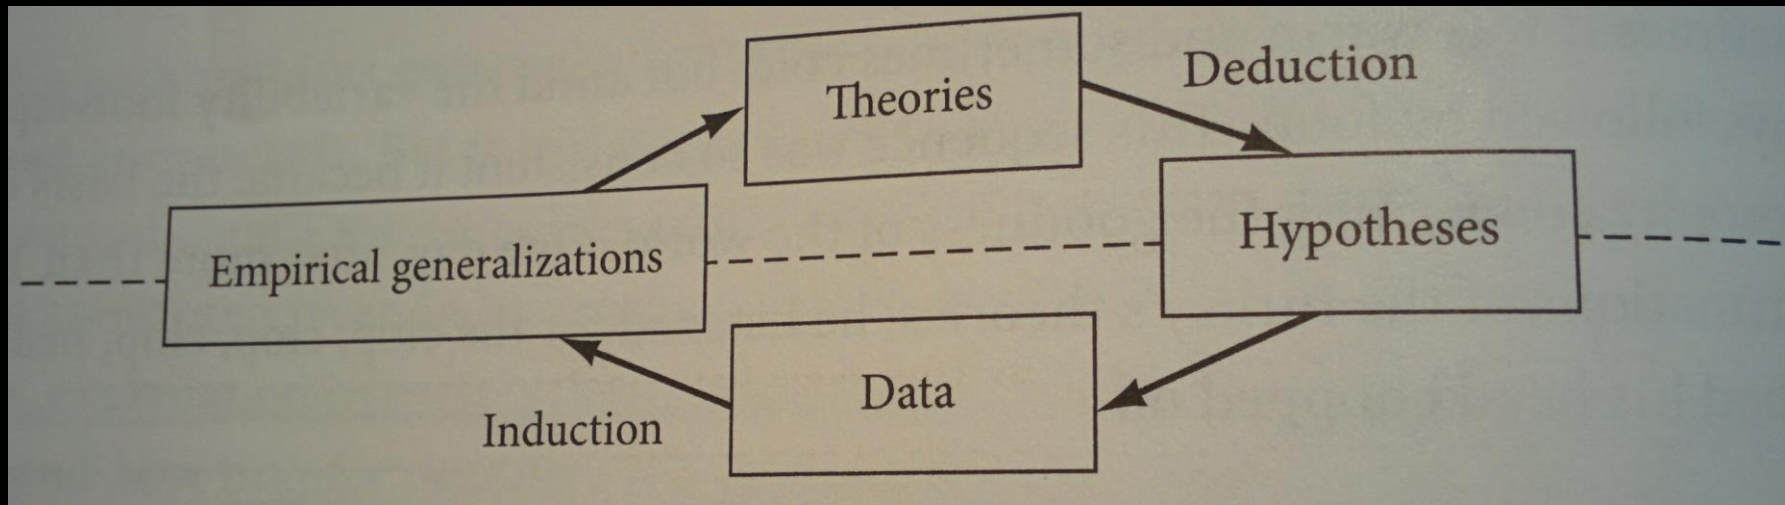 Theories
Deduction
Hypotheses
Empirical generalizations
Data
Induction